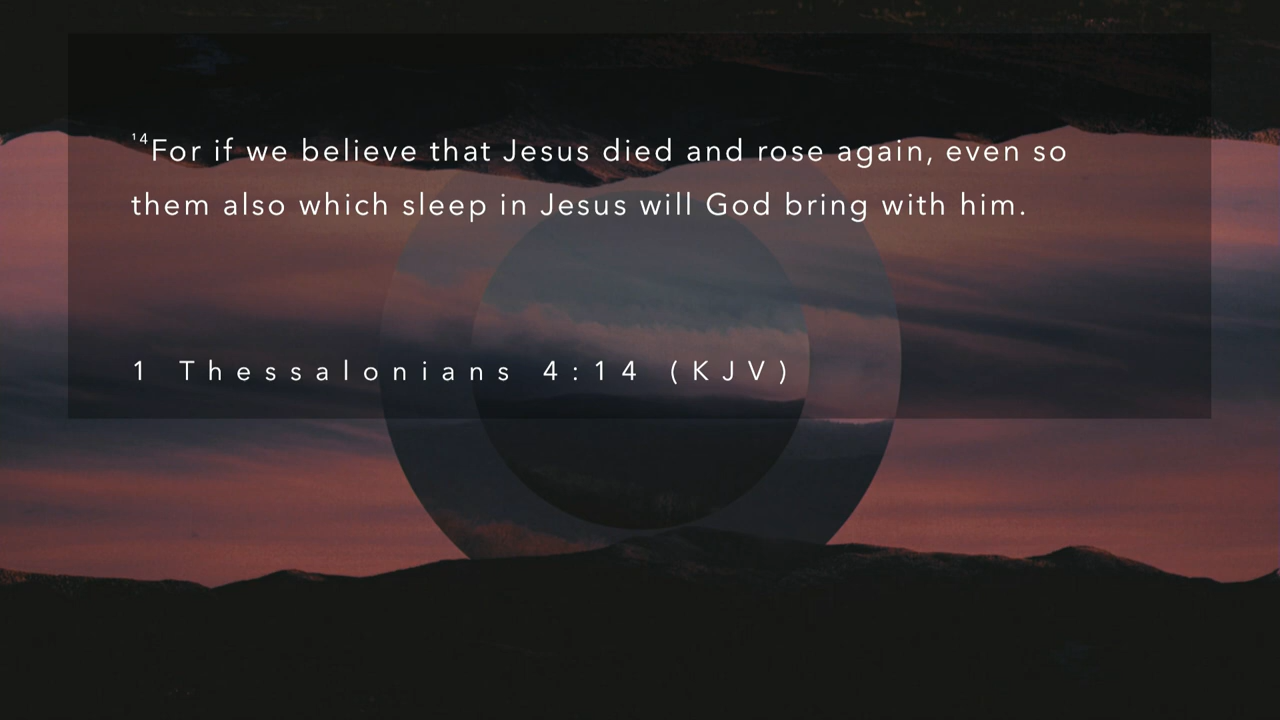 ¹⁴For if we believe that Jesus died and rose again, even so
them also which sleep in Jesus will God bring with him.
1 Thessalonians 4:14 (KJV)